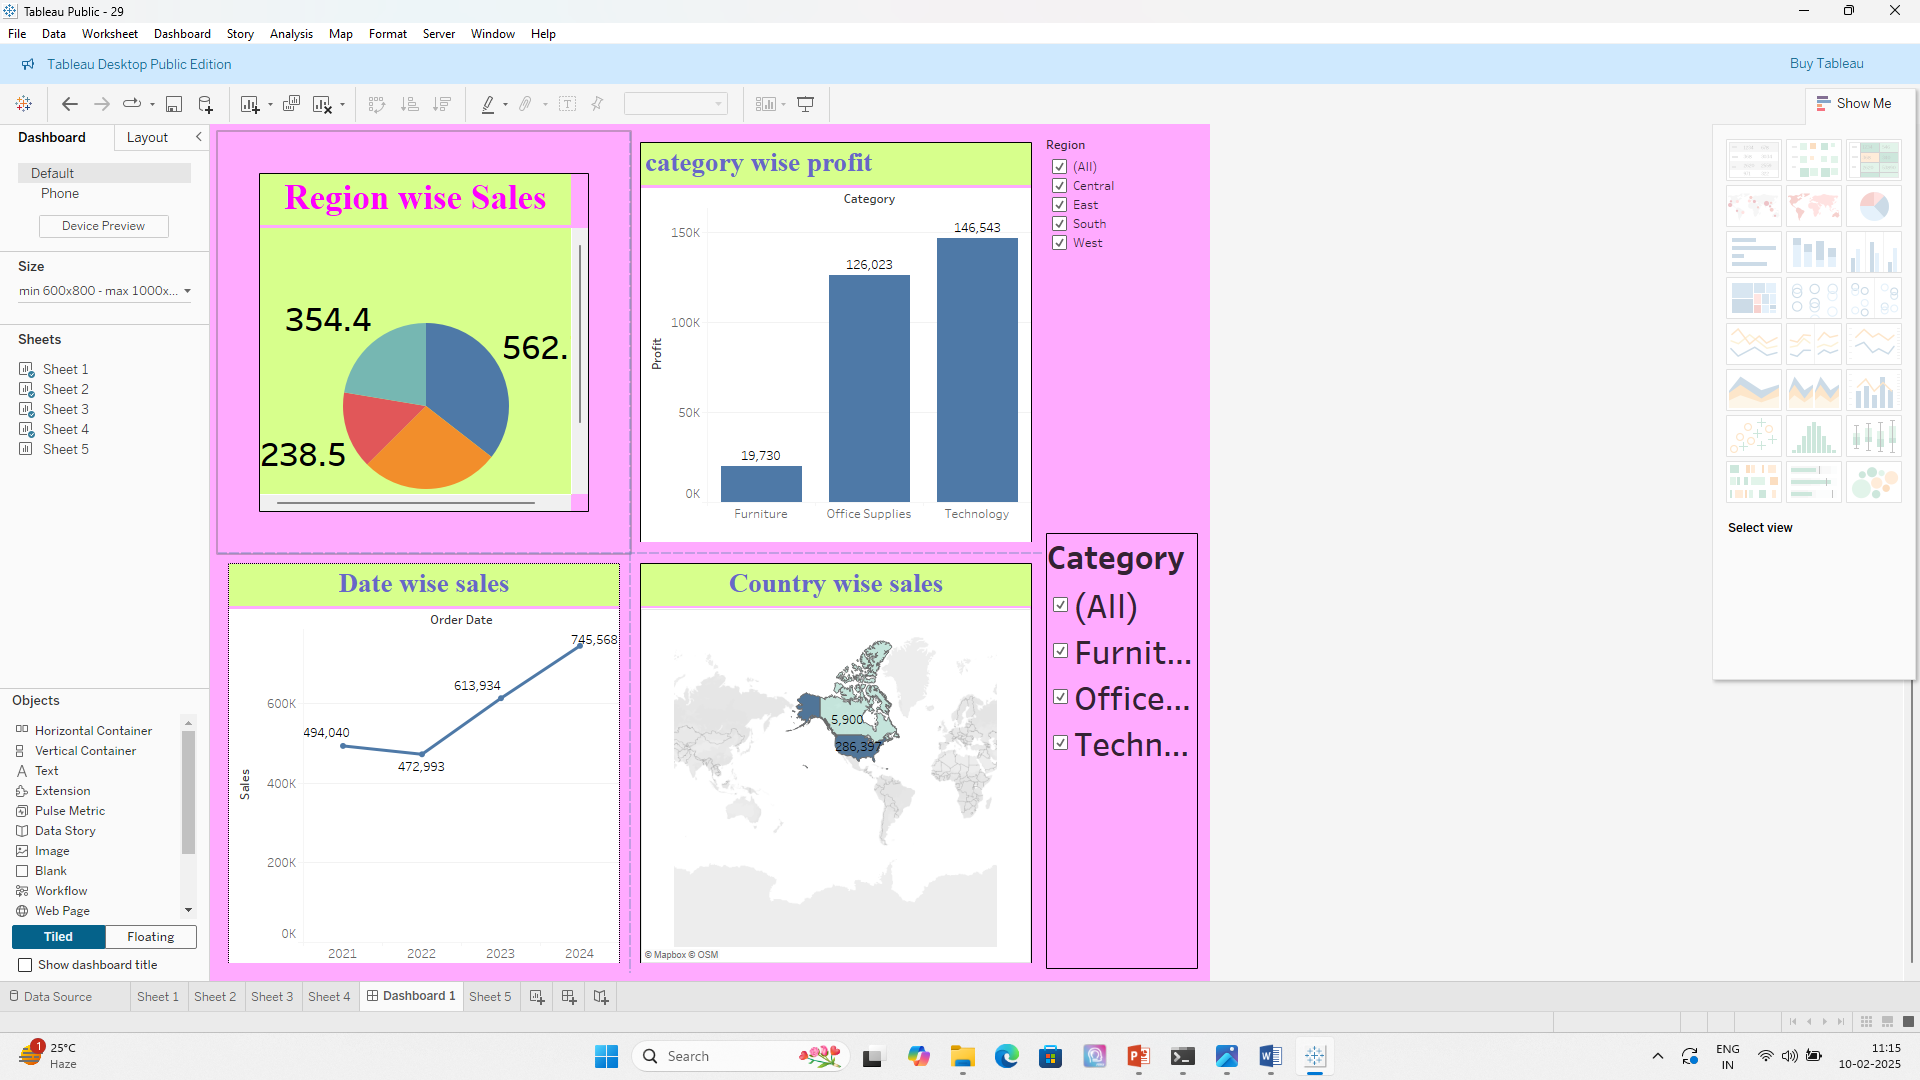 Tableau Public - 29
File Data Worksheet Dashboard Story Analysis Map Format Server Window Help
Tableau Desktop Public Edition
Buy Tableau
Show Me
Dashboard
Layout
Default
Phone
Device Preview
Size
min 600x800 - max 1000x...
Sheets
Sheet 1
Sheet 2
Sheet 3
Sheet 4
Sheet 5
Objects
Horizontal Container
Vertical Container
Text
Extension
Pulse Metric
Data Story
Image
Blank
Workflow
Web Page
Tiled
Floating
Show dashboard title
Region wise Sales
354.4
562.
238.5
category wise profit
Category
150K
100K
50K
0K
Profit
146,543
126,023
19,730
Furniture
Office Supplies
Technology
Region
(All)
Central
East
South
West
Date wise sales
Order Date
745,568
613,934
494,040
472,993
600K
400K
200K
0K
Sales
2021
2022
2023
2024
Country wise sales
5,900
286,397
© Mapbox © OSM
Category
(All)
Furnit...
Office...
Techn...
Select view
Data Source
Sheet 1
Sheet 2
Sheet 3
Sheet 4
Dashboard 1
Sheet 5
1
25°C
Haze
Search
ENG
IN
11:15
10-02-2025